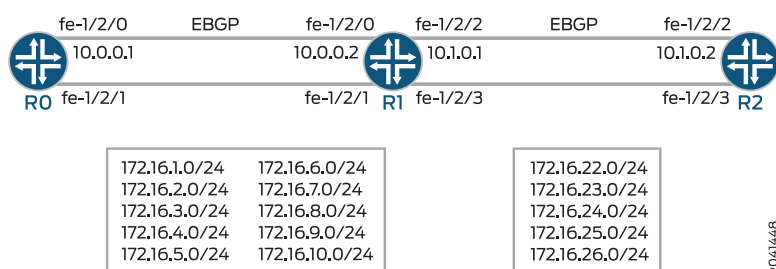 fe-1/2/0 EBGP fe-1/2/0 fe-1/2/2 EBGP fe-1/2/2
10.0.0.1 10.0.0.2 10.1.0.1 10.1.0.2
R0 fe-1/2/1 fe-1/2/1 R1 fe-1/2/3 fe-1/2/3 R2
172.16.1.0/24 172.16.6.0/24 172.16.22.0/24
172.16.2.0/24 172.16.7.0/24 172.16.23.0/24
172.16.3.0/24 172.16.8.0/24 172.16.24.0/24
172.16.4.0/24 172.16.9.0/24 172.16.25.0/24
172.16.5.0/24 172.16.10.0/24 172.16.26.0/24